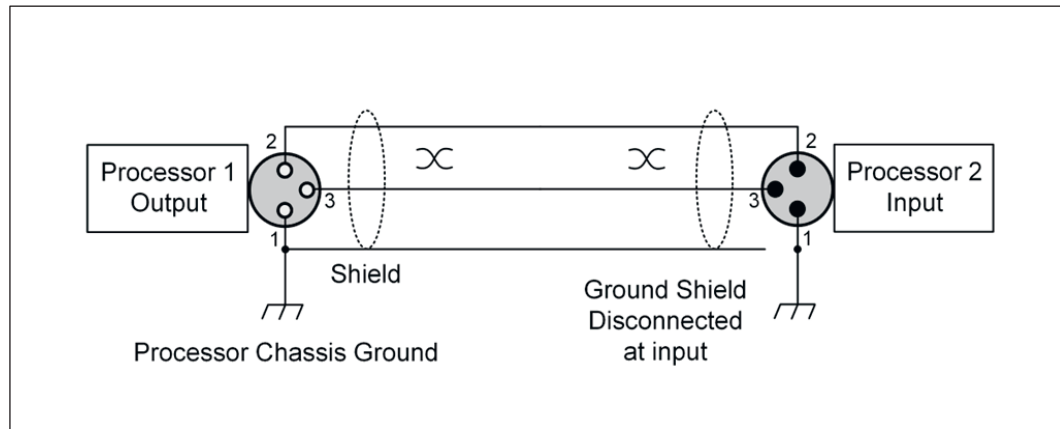 2
2
Processor 1
Output
3
3
Processor 2
Input
1
1
Shield
Ground Shield
Disconnected
at input
Processor Chassis Ground